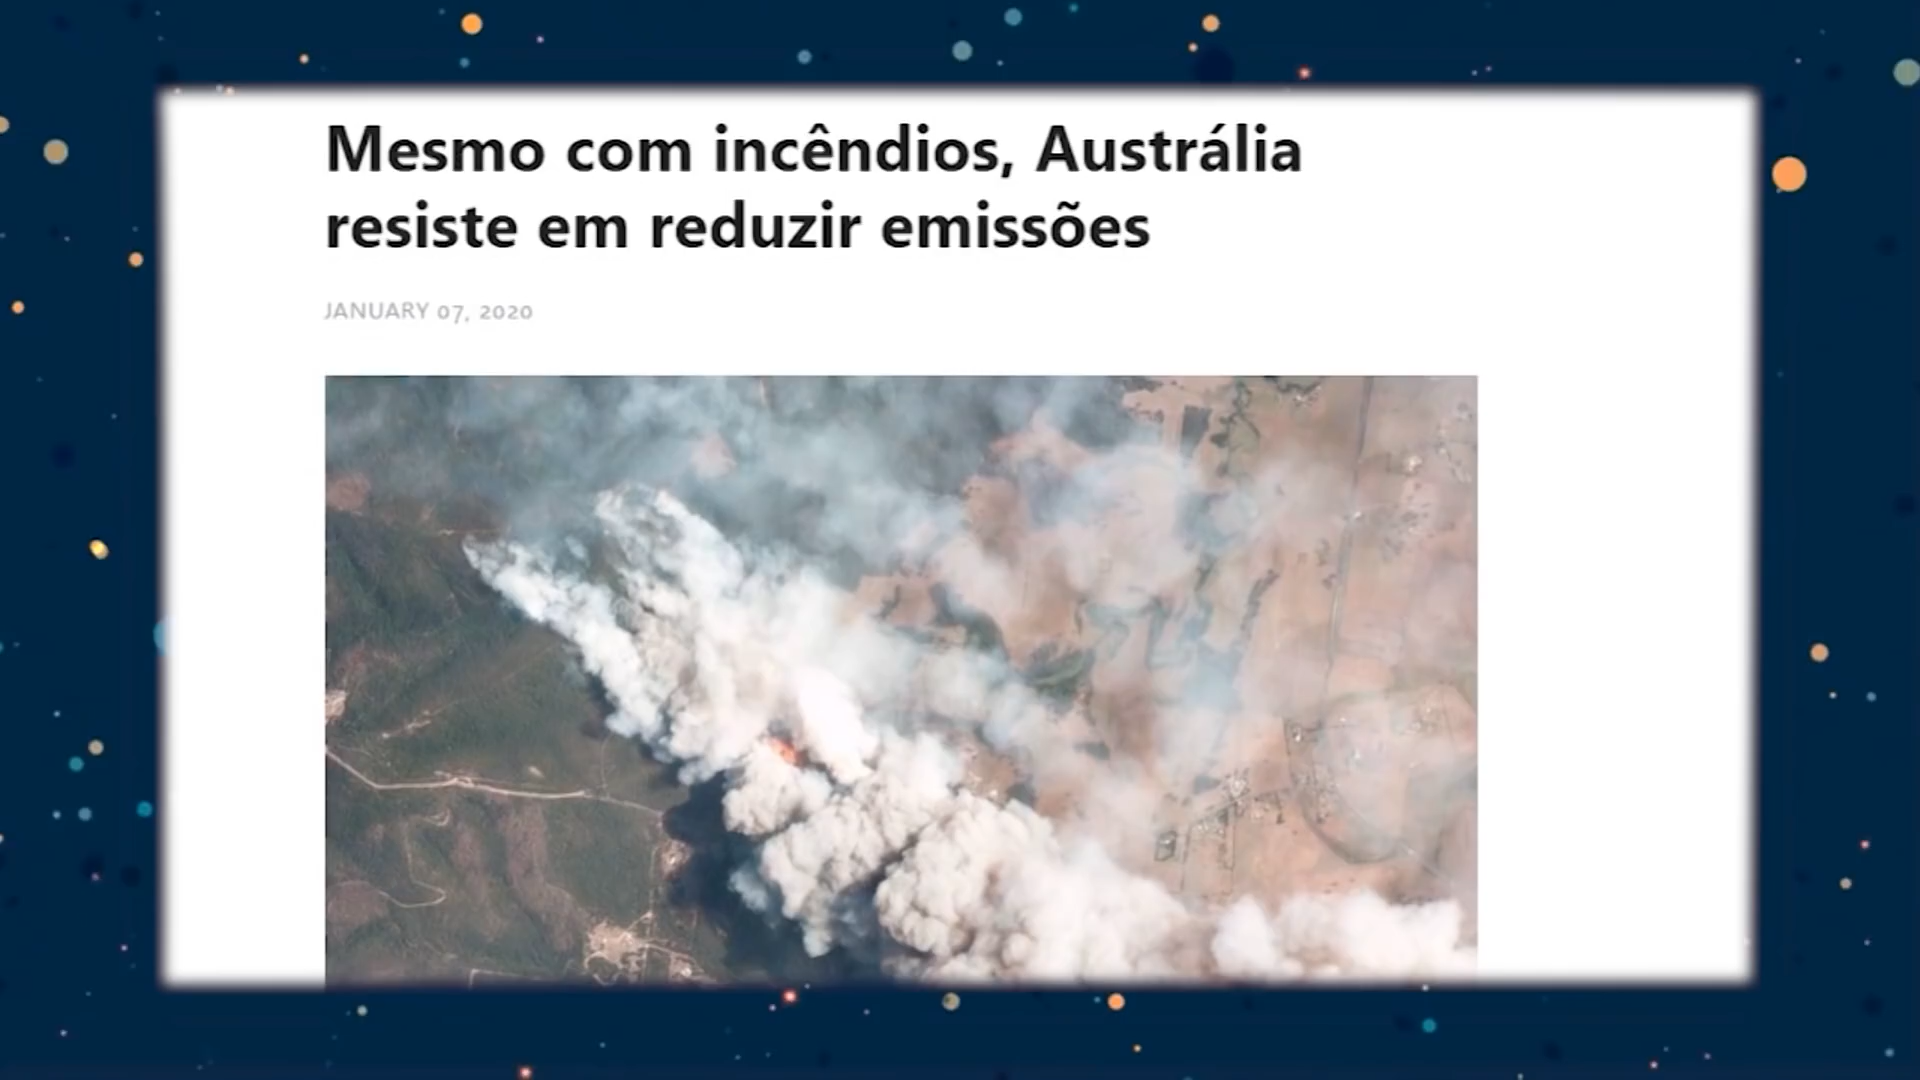 Mesmo com incêndios, Austrália
resiste em reduzir emissões
JANUARY 07, 2020